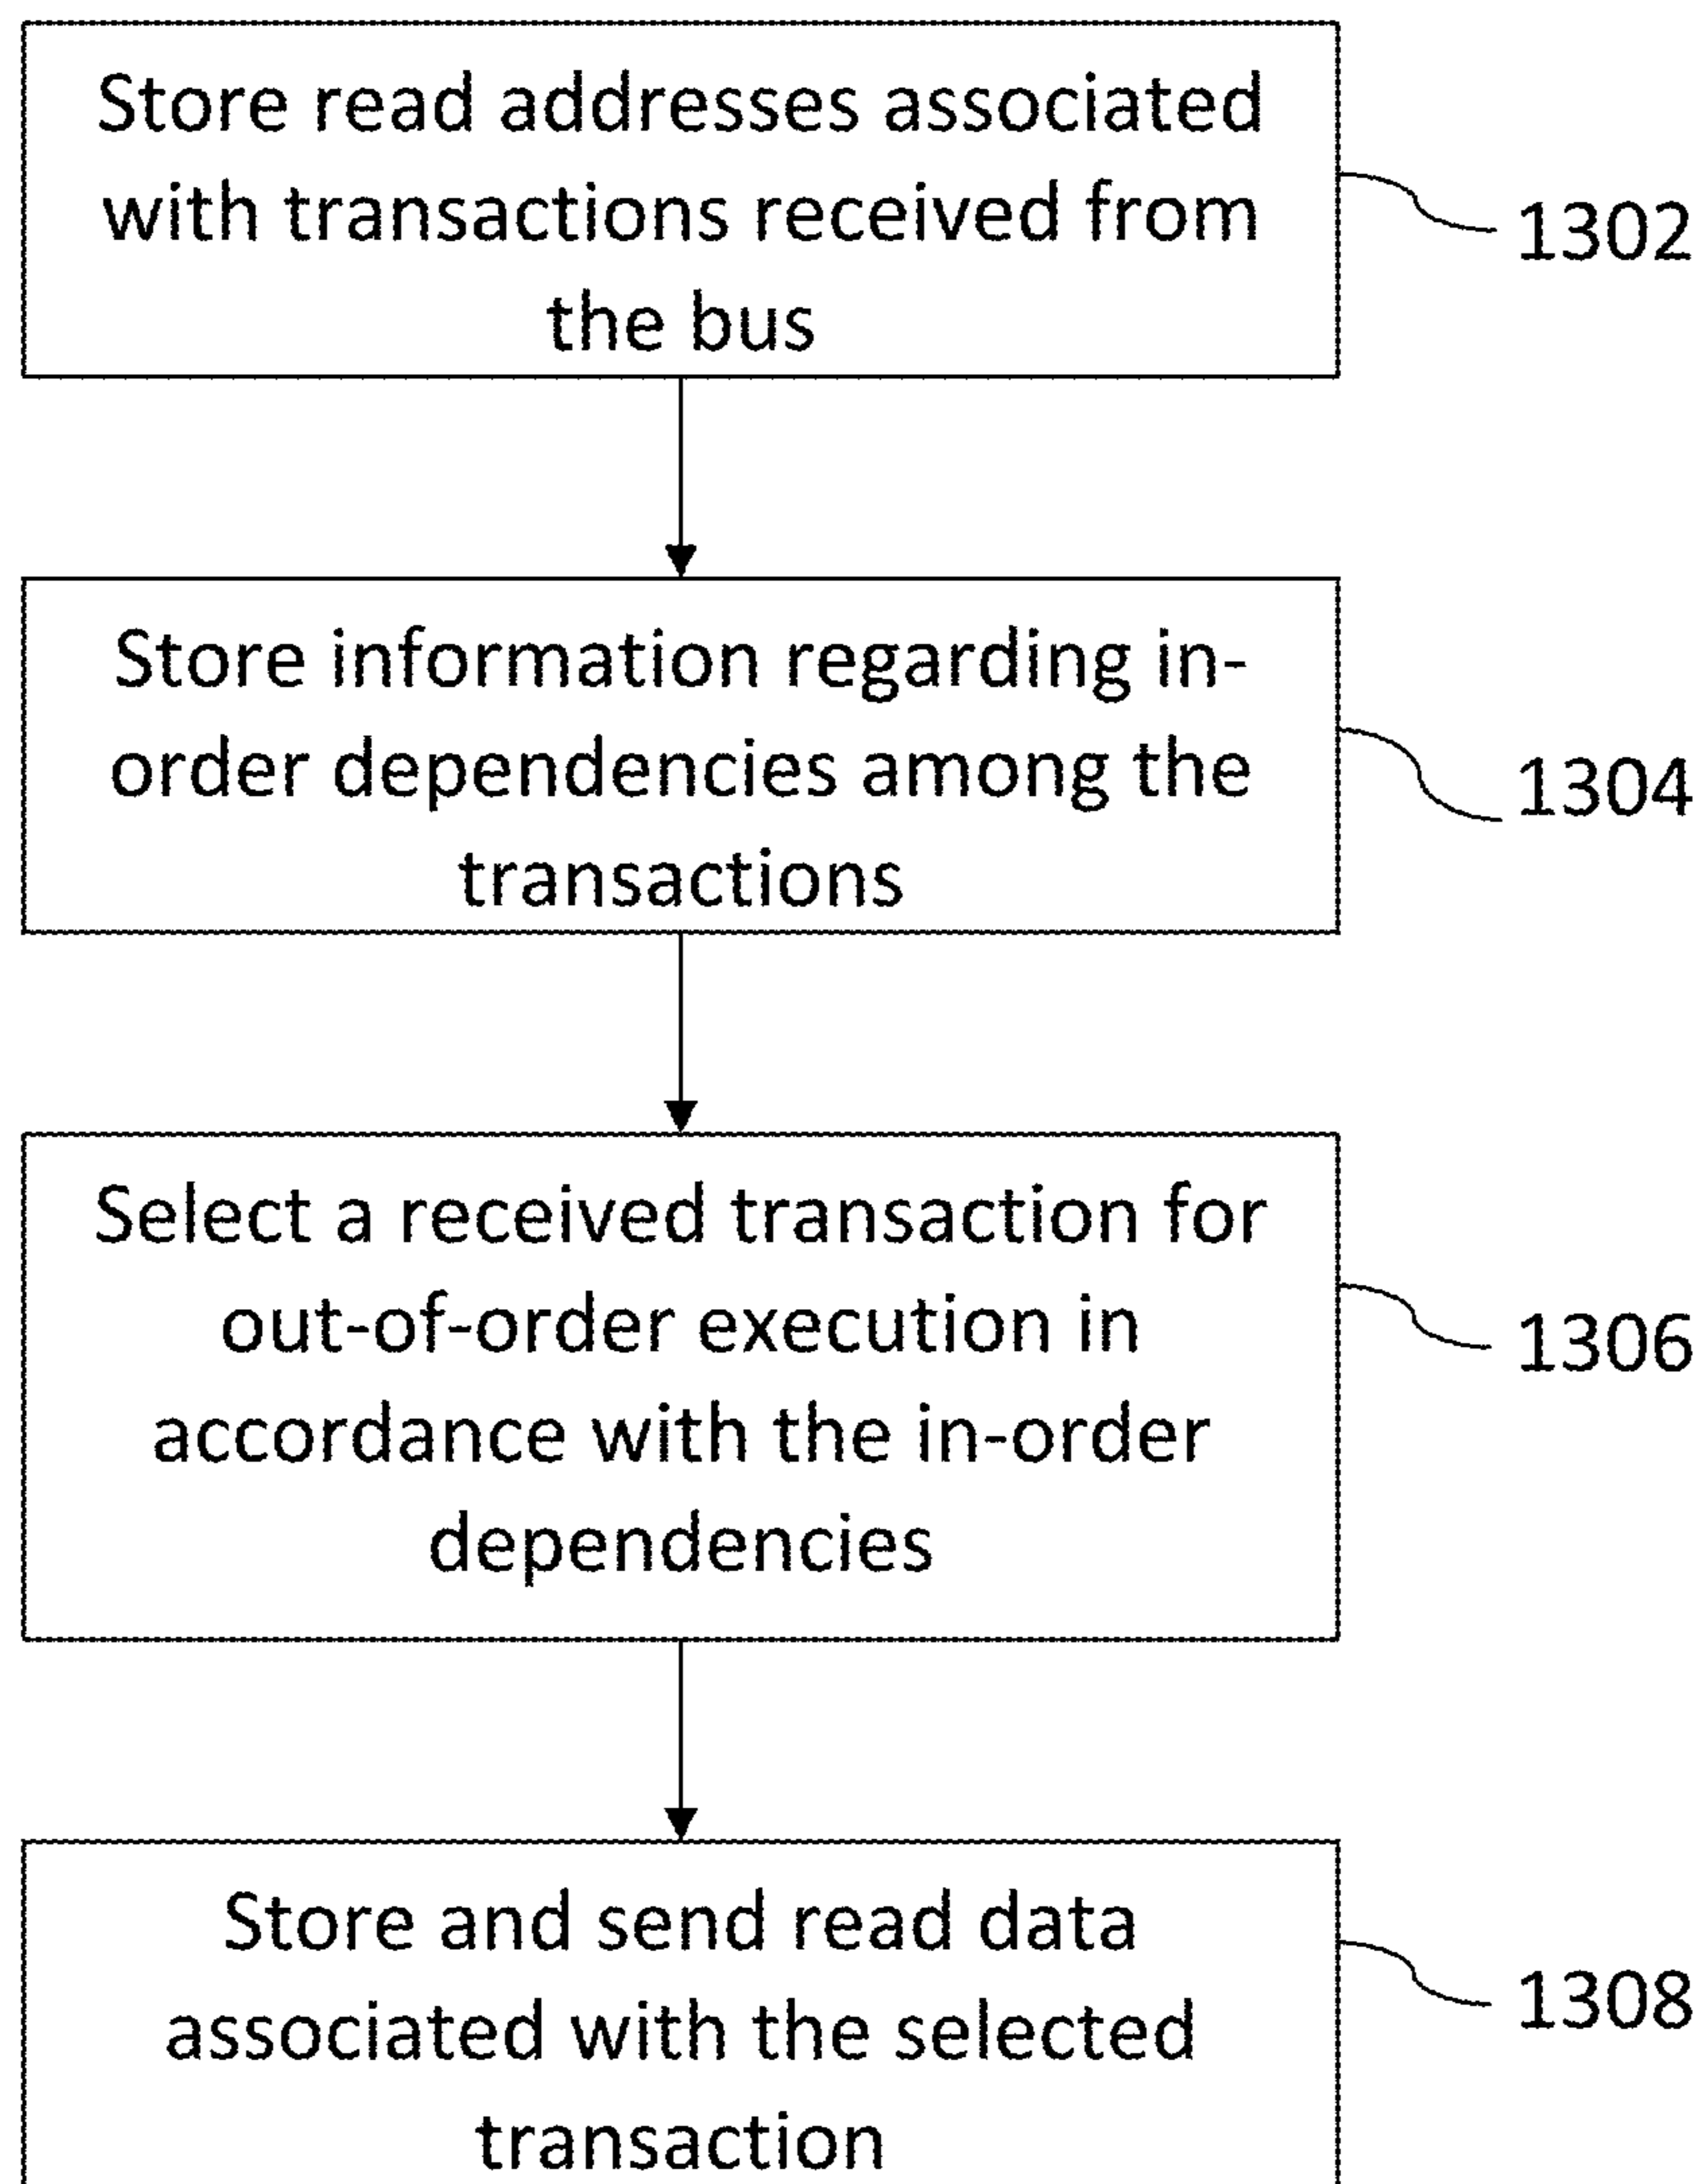 Store read addresses associated
with transactions received from
the bus
1302
Store information regarding in-
order dependencies among the
transactions
1304
Select a received transaction for
out-of-order execution in
accordance with the in-order
dependencies
1306
Store and send read data
associated with the selected
transaction
1308